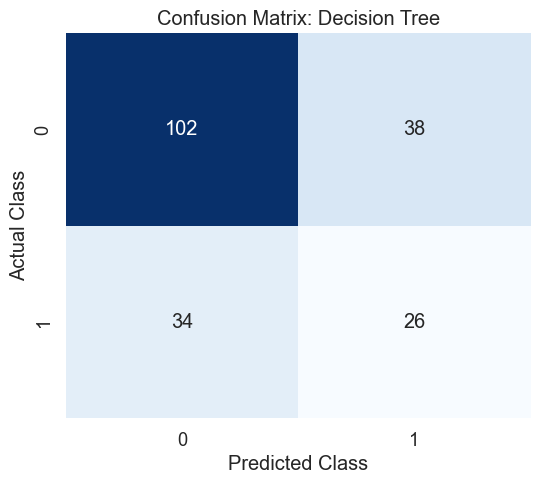 Confusion Matrix: Decision Tree
Actual Class
0
102
38
1
34
26
0
1
Predicted Class